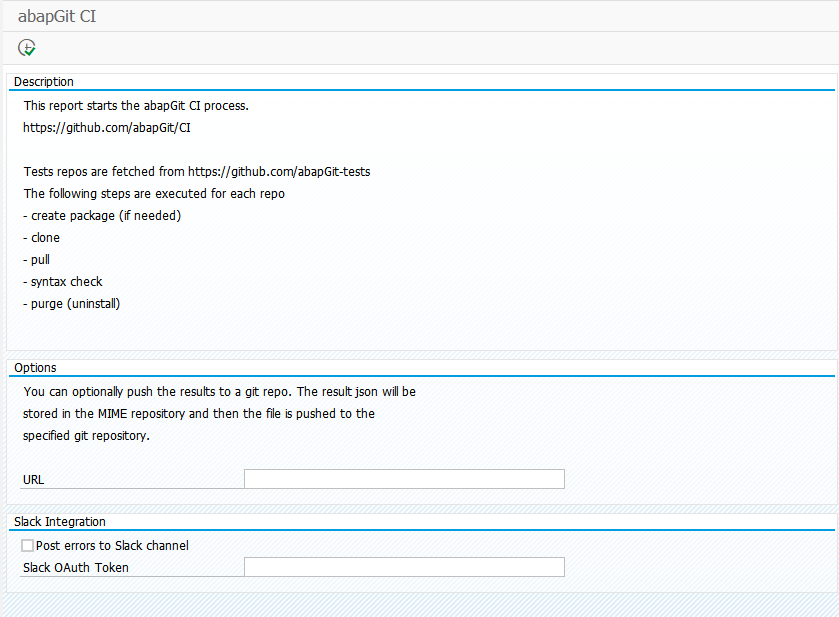 abapGit CI
Description
This report starts the abapGit CI process.
https://github.com/abapGit/CI
Tests repos are fetched from https://github.com/abapGit-tests
The following steps are executed for each repo
- create package (if needed)
- clone
- pull
- syntax check
- purge (uninstall)
Options
You can optionally push the results to a git repo. The result json will be
stored in the MIME repository and then the file is pushed to the
specified git repository.
URL
Slack Integration
Post errors to Slack channel
Slack OAuth Token